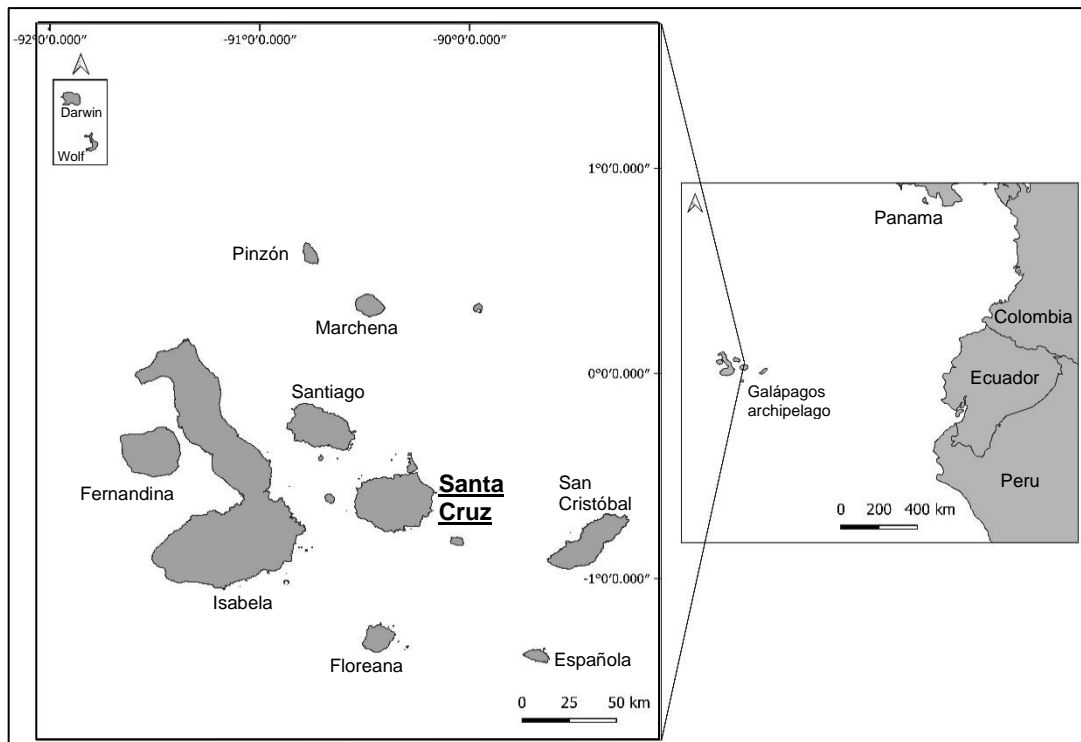 -92°0′0.000″
-91°0′0.000″
-90°0′0.000″
Darwin
Wolf
1°0′0.000″
Pinzón
Marchena
Santiago
0°0′0.000″
Fernandina
Santa
Cruz
San
Cristóbal
-1°0′0.000″
Isabela
Floreana
Española
0 25 50 km
Panama
Colombia
Ecuador
Galápagos
archipelago
Peru
0 200 400 km